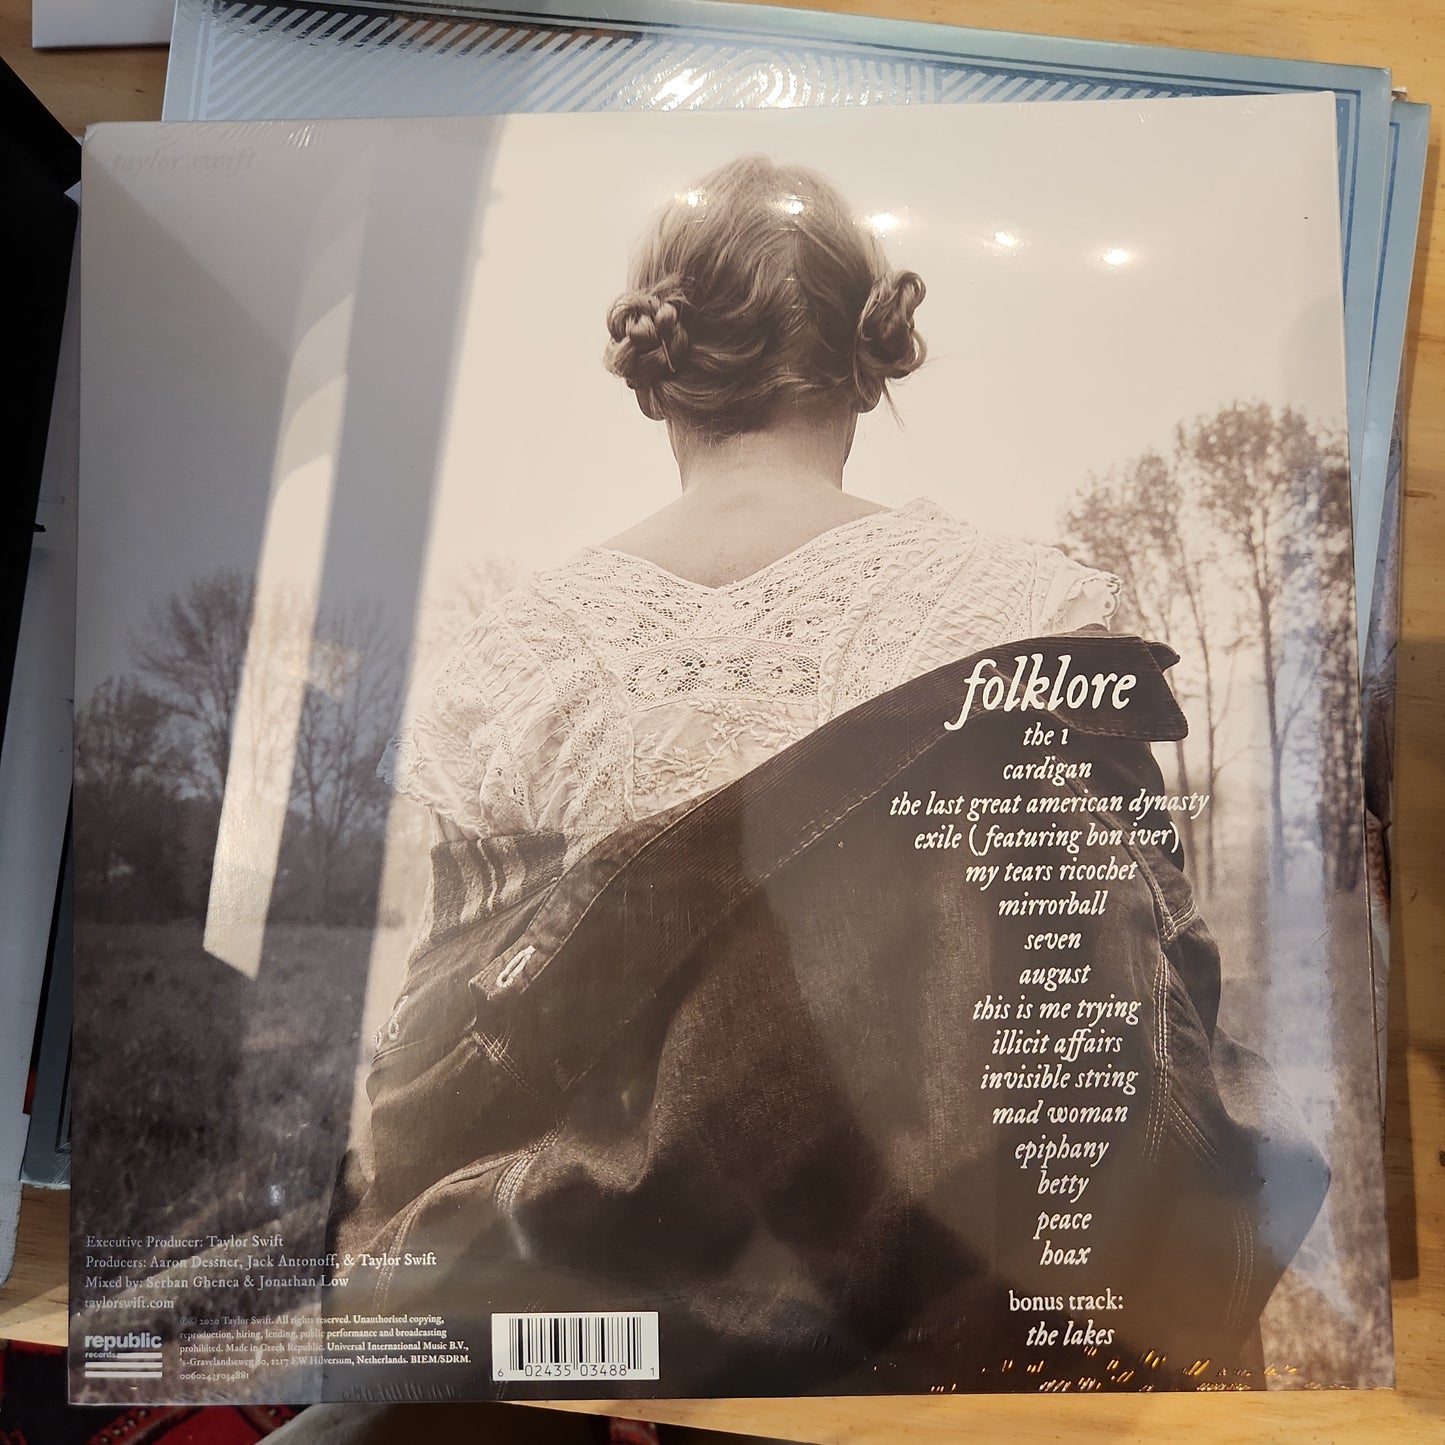 taylor swift
folklore
the 1
cardigan
the last great american dynasty
exile (featuring bon iver)
my tears ricochet
mirrorball
seven
august
this is me trying
illicit affairs
invisible string
mad woman
epiphany
betty
peace
hoax
bonus track:
the lakes
Executive Producer: Taylor Swift
Producers: Aaron Dessner, Jack Antonoff, & Taylor Swift
Mixed by: Serban Ghenea & Jonathan Low
taylorswift.com
republic
records
℗© 2020 Taylor Swift. All rights reserved. Unauthorised copying,
reproduction, hiring, lending, public performance and broadcasting
prohibited. Made in Czech Republic. Universal International Music B.V.,
's-Gravelandseweg 80, 1217 EW Hilversum, Netherlands. BIEM/SDRM.
00602435034881
6 02435 03488 1